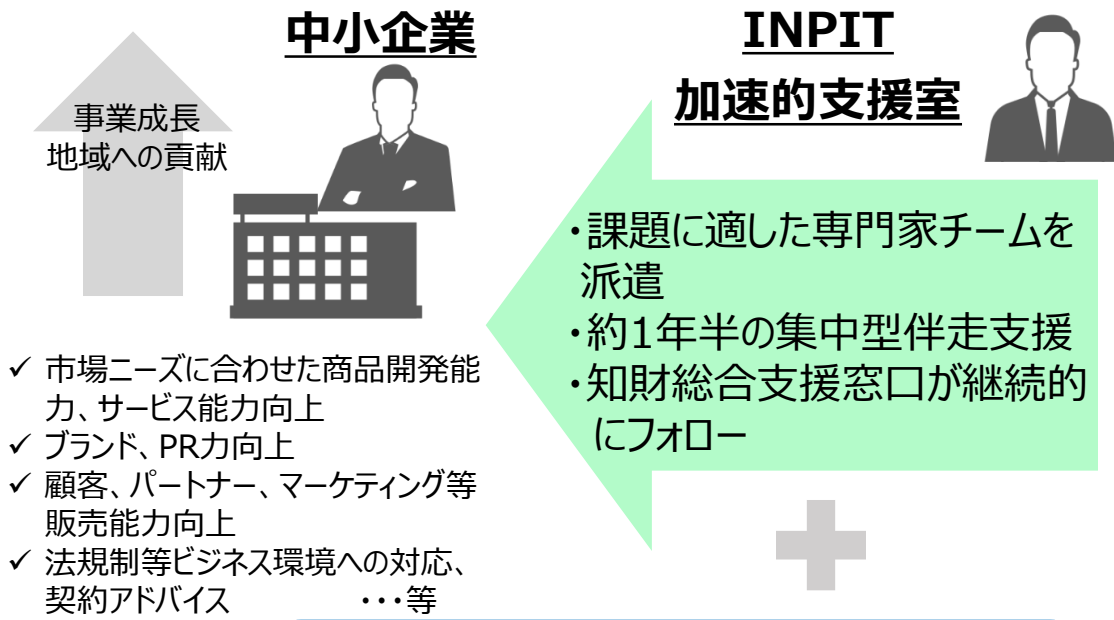 中小企業
事業成長
地域への貢献
✓ 市場ニーズに合わせた商品開発能
力、サービス能力向上
✓ ブランド、PR力向上
✓ 顧客、パートナー、マーケティング等
販売能力向上
✓ 法規制等ビジネス環境への対応、
契約アドバイス ・・・等
INPIT
加速的支援室
・課題に適した専門家チームを
派遣
・約1年半の集中型伴走支援
・知財総合支援窓口が継続的
にフォロー